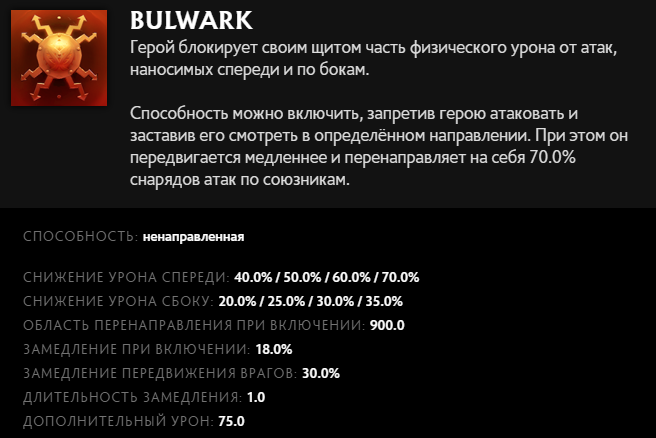 BULWARK
Герой блокирует своим щитом часть физического урона от атак,
наносимых спереди и по бокам.
Способность можно включить, запретив герою атаковать и
заставив его смотреть в определённом направлении. При этом он
передвигается медленнее и перенаправляет на себя 70.0%
снарядов атак по союзникам.
СПОСОБНОСТЬ: ненаправленная
СНИЖЕНИЕ УРОНА СПЕРЕДИ: 40.0% / 50.0% / 60.0% / 70.0%
СНИЖЕНИЕ УРОНА СБОКУ: 20.0% / 25.0% / 30.0% / 35.0%
ОБЛАСТЬ ПЕРЕНАПРАВЛЕНИЯ ПРИ ВКЛЮЧЕНИИ: 900.0
ЗАМЕДЛЕНИЕ ПРИ ВКЛЮЧЕНИИ: 18.0%
ЗАМЕДЛЕНИЕ ПЕРЕДВИЖЕНИЯ ВРАГОВ: 30.0%
ДЛИТЕЛЬНОСТЬ ЗАМЕДЛЕНИЯ: 1.0
ДОПОЛНИТЕЛЬНЫЙ УРОН: 75.0